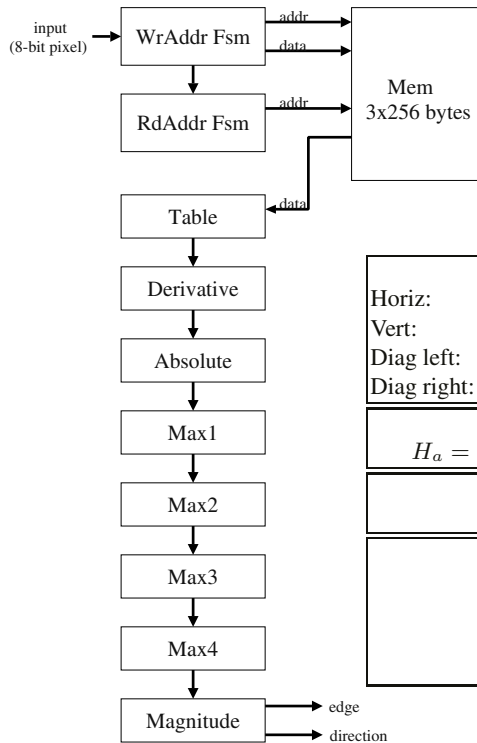 input
(8-bit pixel)
WrAddr Fsm
addr
data
RdAddr Fsm
addr
Mem
3x256 bytes
data
Table
Derivative
Absolute
Max1
Max2
Max3
Max4
Magnitude
edge
direction
Horiz:
Vert:
Diag left:
Diag right:
H_a =